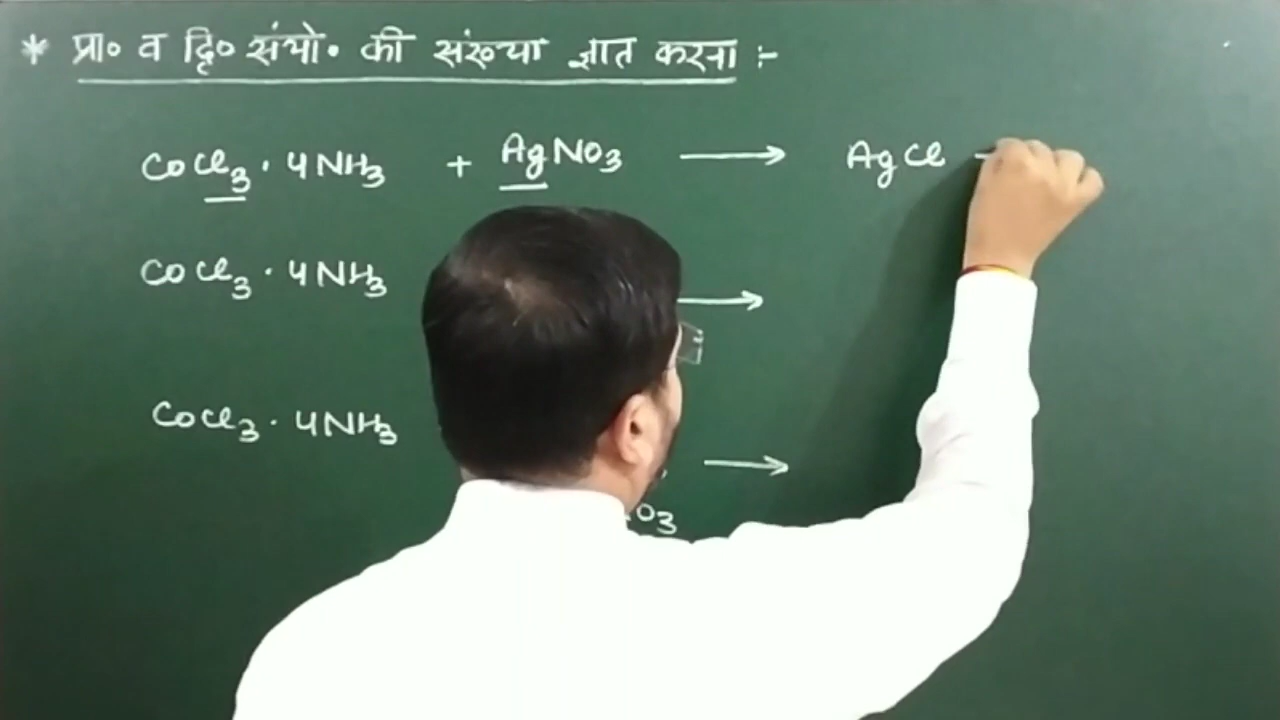 * प्रा० व द्वि० संयो० की संख्या ज्ञात करना :-
CoCl₃ · 4NH₃ + AgNO₃ ⟶ AgCl
CoCl₃ · 4NH₃ ⟶
CoCl₃ · 4NH₃ ⟶
O₃